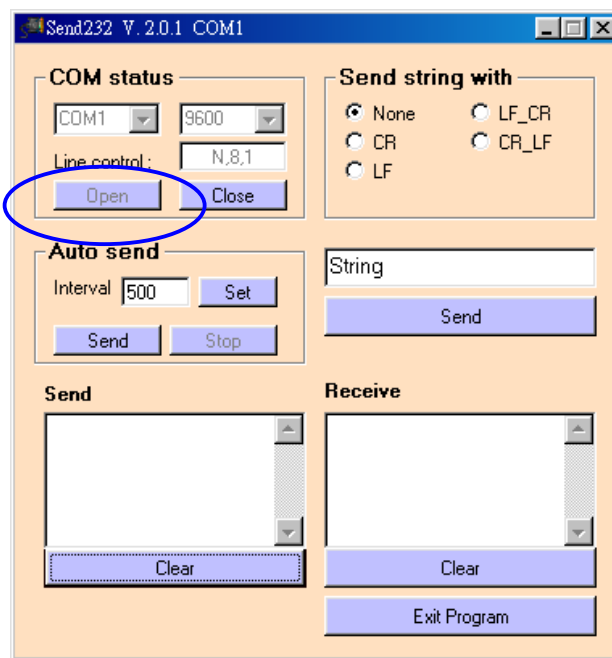 Send232 V. 2.0.1 COM1
COM status
COM1 9600
Line control : N,8,1
Open Close
Send string with
None LF_CR
CR CR_LF
LF
Auto send
Interval 500 Set
Send Stop
String
Send
Send
Clear
Receive
Clear
Exit Program